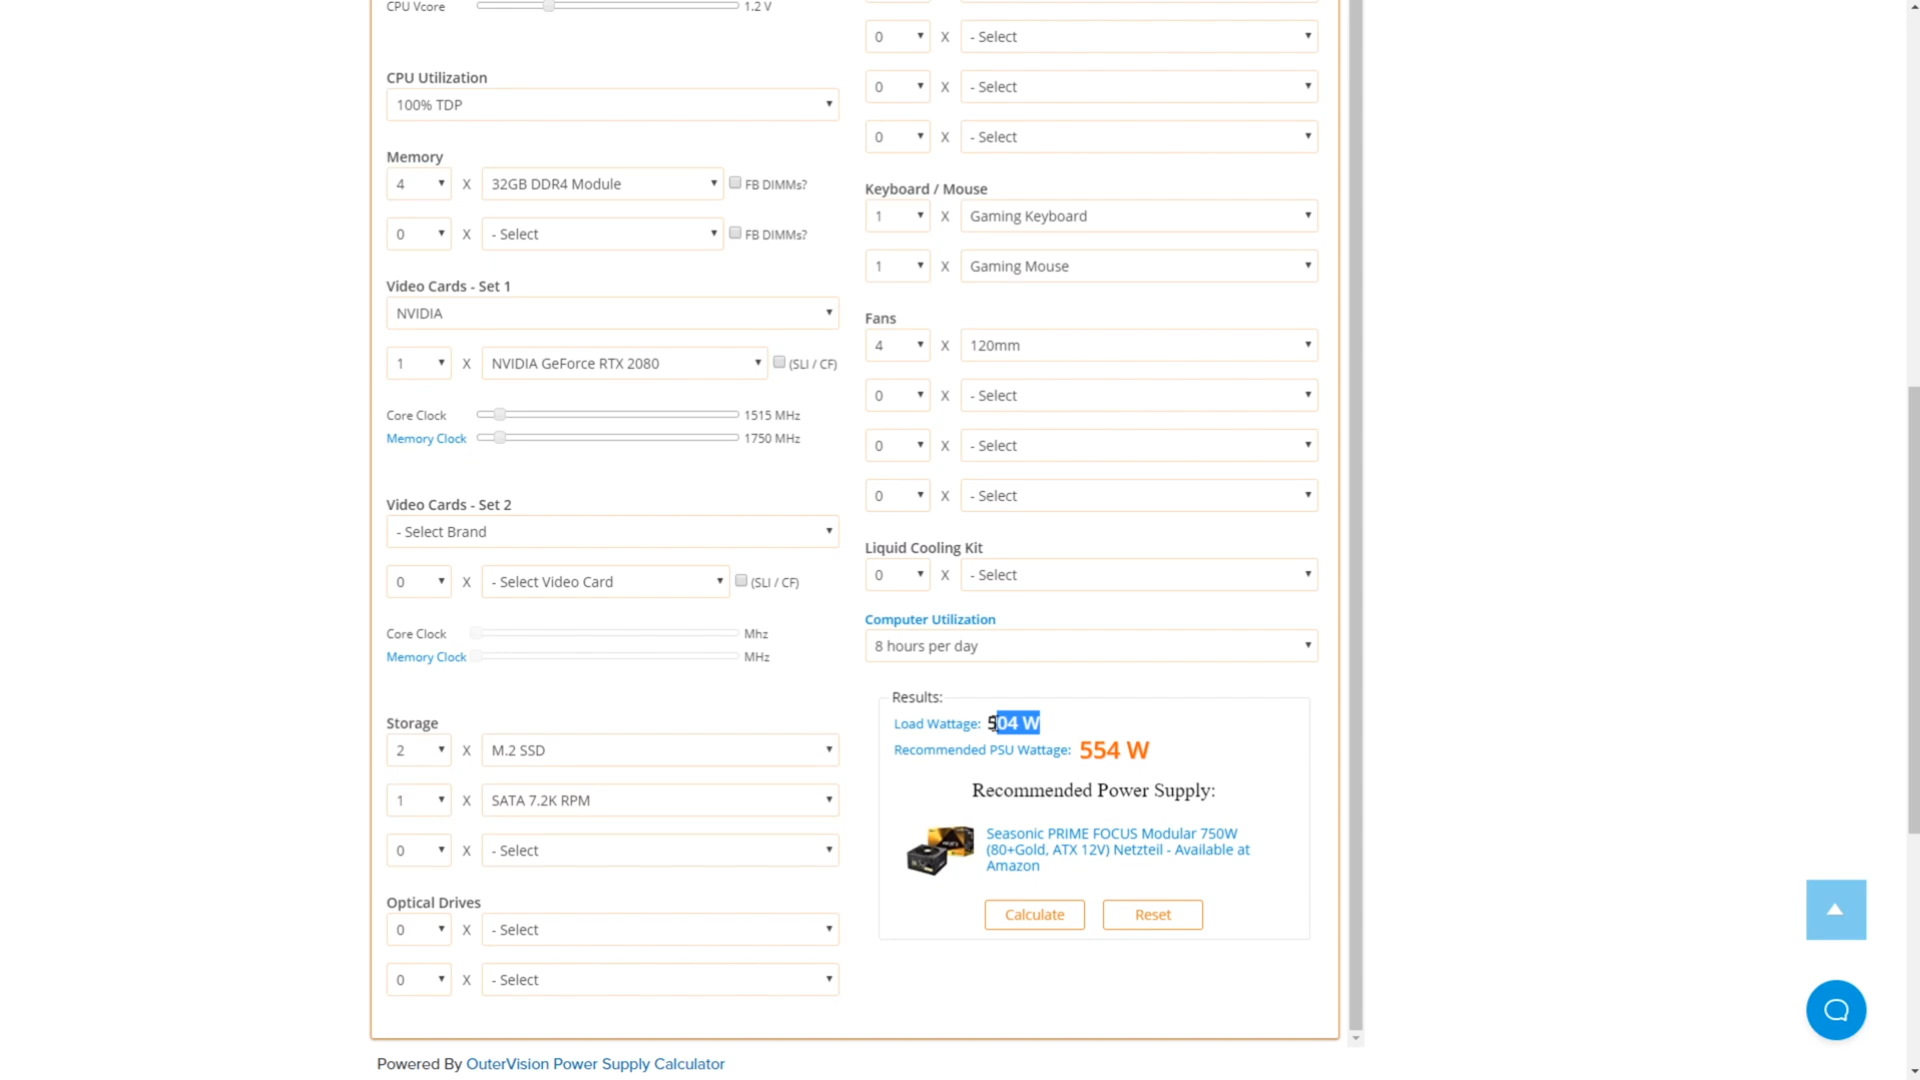 CPU Vcore 1.2 V
CPU Utilization
100% TDP
Memory
4 X 32GB DDR4 Module FB DIMMs?
0 X - Select FB DIMMs?
Video Cards - Set 1
NVIDIA
1 X NVIDIA GeForce RTX 2080 (SLI / CF)
Core Clock 1515 MHz
Memory Clock 1750 MHz
Video Cards - Set 2
- Select Brand
0 X - Select Video Card (SLI / CF)
Core Clock Mhz
Memory Clock MHz
Storage
2 X M.2 SSD
1 X SATA 7.2K RPM
0 X - Select
Optical Drives
0 X - Select
0 X - Select
0 X - Select
0 X - Select
0 X - Select
Keyboard / Mouse
1 X Gaming Keyboard
1 X Gaming Mouse
Fans
4 X 120mm
0 X - Select
0 X - Select
0 X - Select
Liquid Cooling Kit
0 X - Select
Computer Utilization
8 hours per day
Results:
Load Wattage: 504 W
Recommended PSU Wattage: 554 W
Recommended Power Supply:
Seasonic PRIME FOCUS Modular 750W
(80+Gold, ATX 12V) Netzteil - Available at
Amazon
Calculate Reset
Powered By OuterVision Power Supply Calculator